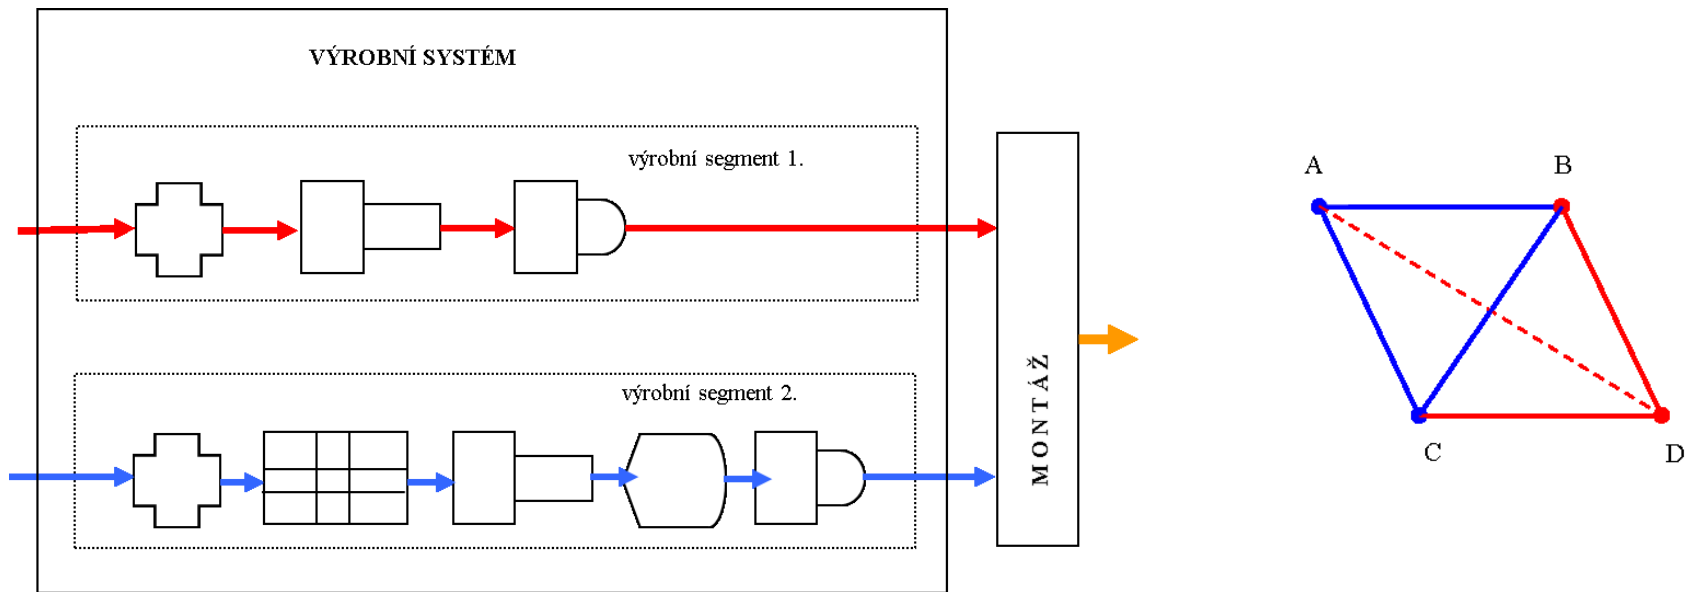 VÝROBNÍ SYSTÉM
výrobní segment 1.
výrobní segment 2.
MONTÁŽ
A
B
C
D